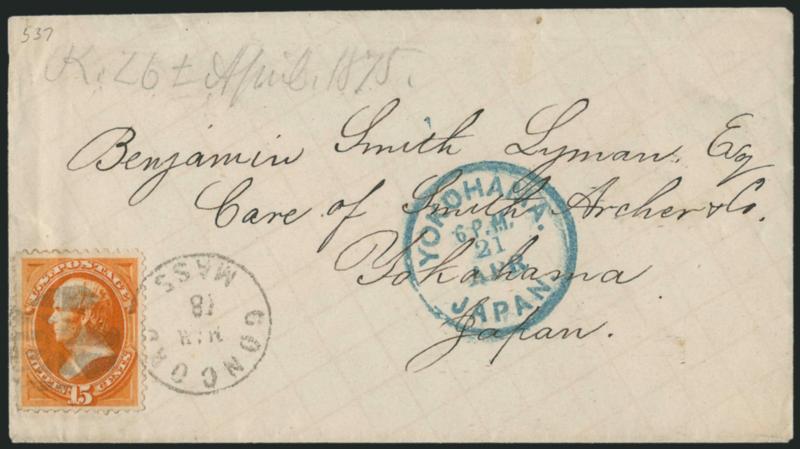 537
K. 26 ± April. 1875.
Benjamin Smith Lyman. Esq
Care of Smith Archer & Co.
Yokohama
Japan.
YOKOHAMA.
6 P.M.
21
APR
JAPAN
CONCORD
MASS
MAR
18
U.S. POSTAGE
FIFTEEN 15 CENTS